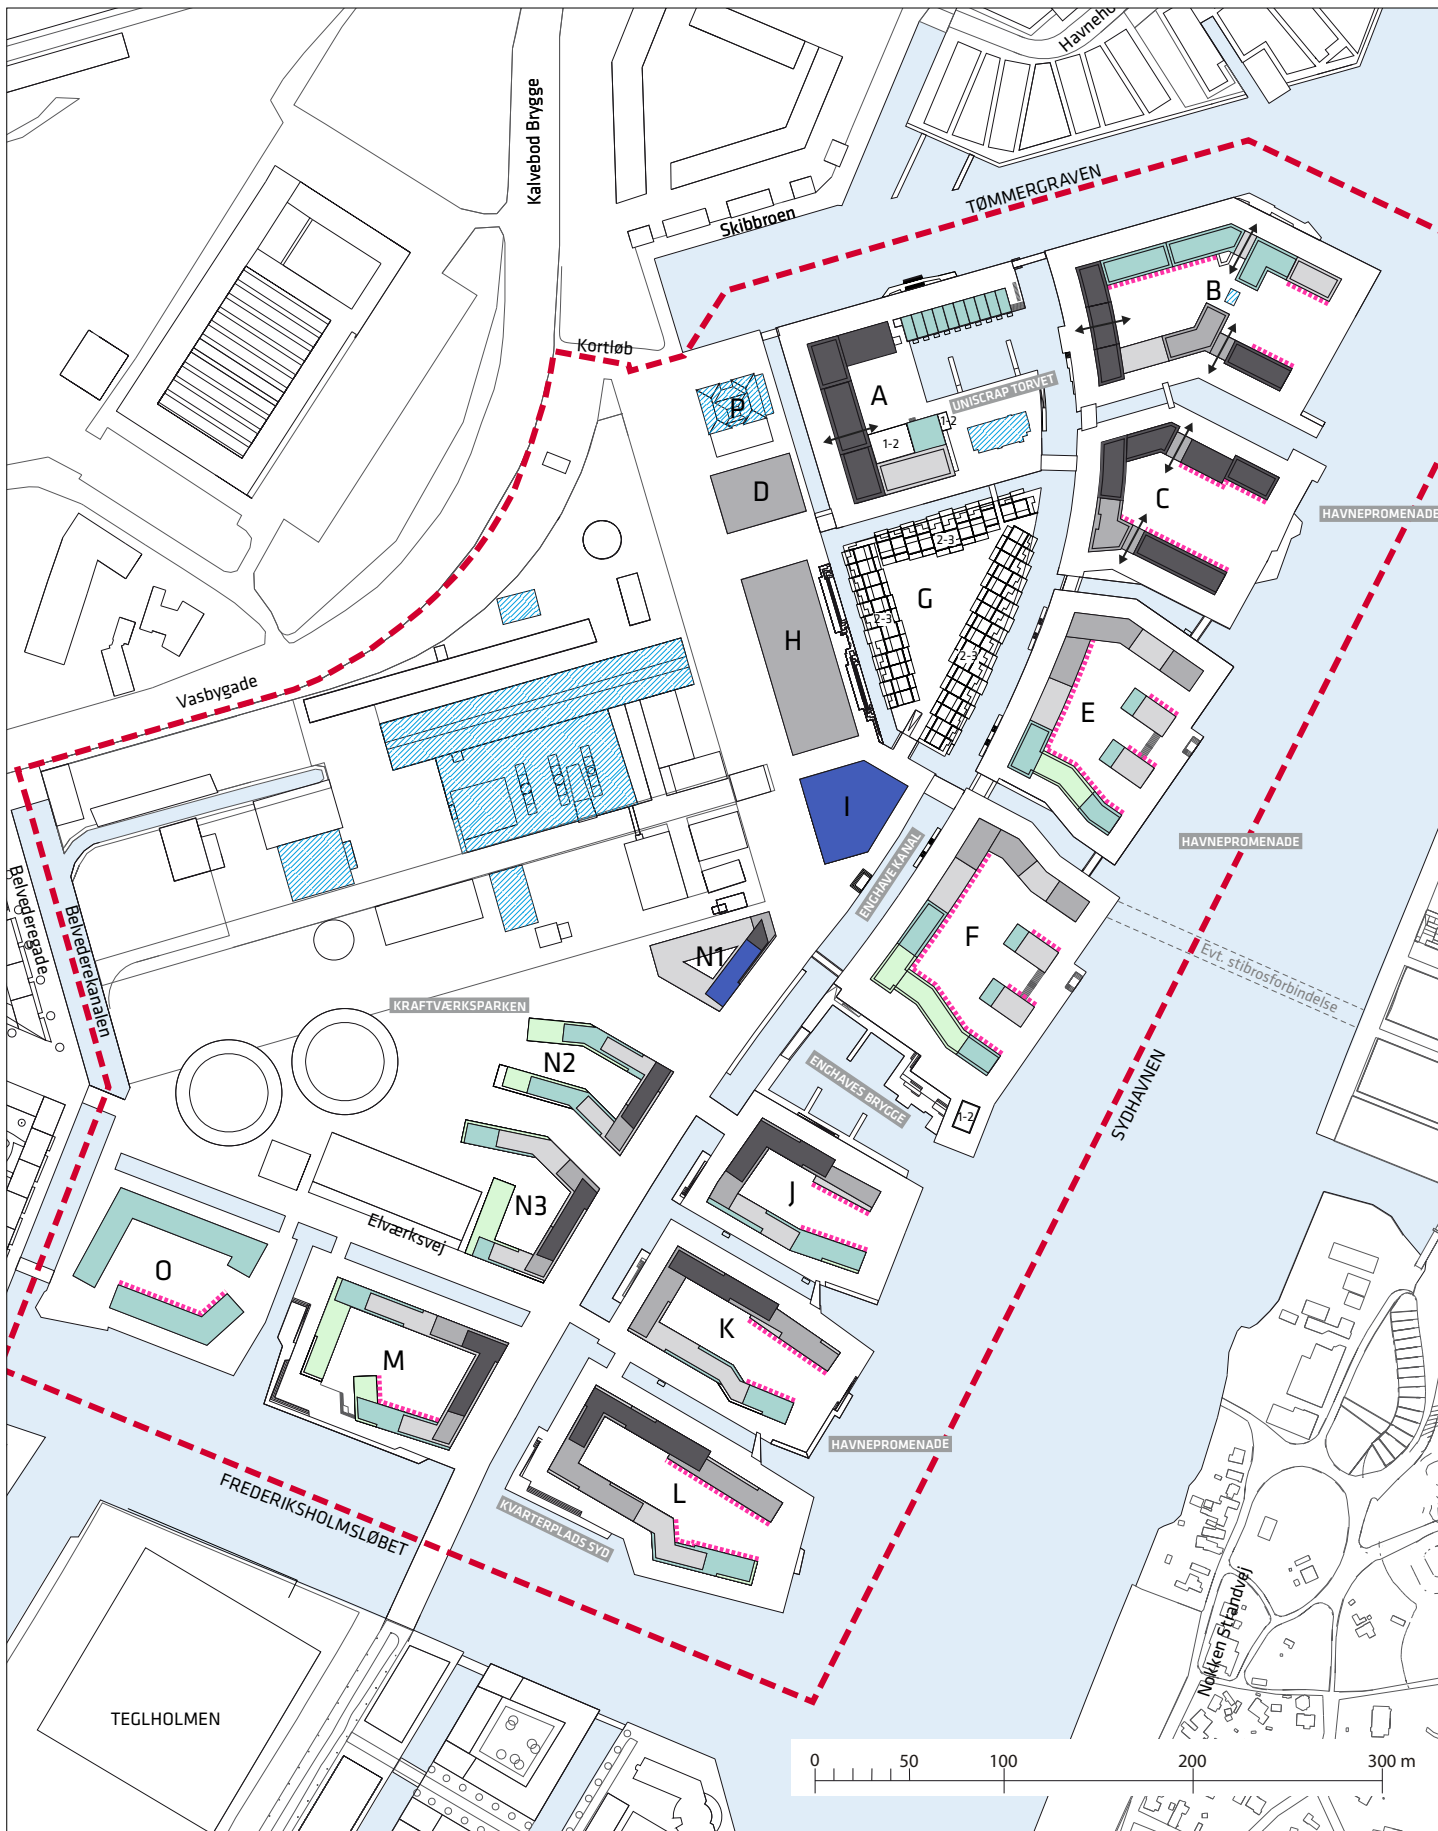 Havneho
Kalvebod Brygge
Skibbroen
TØMMERGRAVEN
B
Kortløb
UNISCRAP TORVET
P
A
1-2
1-2
D
C
HAVNEPROMENADE
2-3
G
2-3
2-3
H
Vasbygade
E
I
HAVNEPROMENADE
ENGHAVE KANAL
Belvederegade
Belvederekanalen
F
N1
Evt. stibrosforbindelse
KRAFTVÆRKSPARKEN
N2
ENGHAVES BRYGGE
1-2
SYDHAVNEN
J
N3
Elværksvej
O
K
M
HAVNEPROMENADE
L
FREDERIKSHOLMSLØBET
KVARTERPLADS SYD
Nokken Strandvej
TEGLHOLMEN
0 50 100 200 300 m